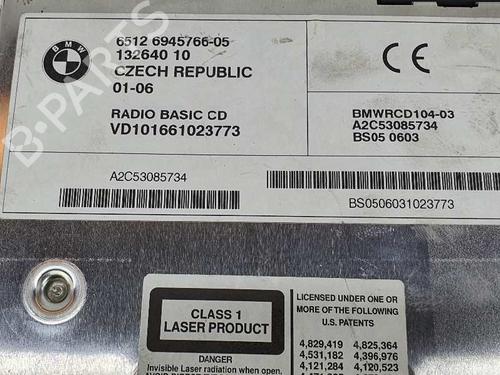 BMW
6512 6945766-05
132640 10
CZECH REPUBLIC
01-06
RADIO BASIC CD
VD101661023773
BMWRCD104-03
A2C53085734
BS05 0603
A2C53085734
BS0506031023773
CLASS 1
LASER PRODUCT
DANGER
Invisible Laser radiation when open.
LICENSED UNDER ONE OR
MORE OF THE FOLLOWING
U.S. PATENTS
4,829,419 4,825,364
4,531,182 4,396,976
4,121,284 4,120,523